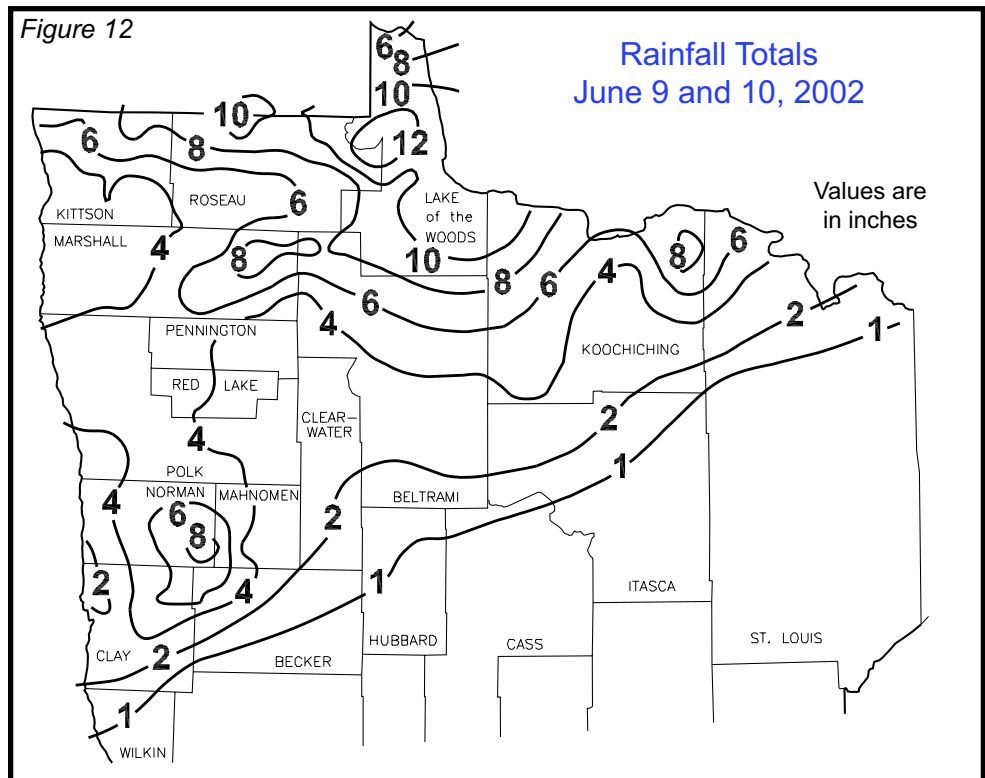 Figure 12
Rainfall Totals
June 9 and 10, 2002
Values are
in inches
6
8
10
10
12
6
8
KITTSON
ROSEAU
6
LAKE
of the
WOODS
MARSHALL
4
8
10
8
6
8
6
4
6
4
2
1
PENNINGTON
KOOCHICHING
RED LAKE
CLEAR-
WATER
2
4
1
POLK
NORMAN
MAHNOMEN
BELTRAMI
4
6
8
2
2
4
1
ITASCA
HUBBARD
CASS
ST. LOUIS
CLAY
2
BECKER
1
WILKIN